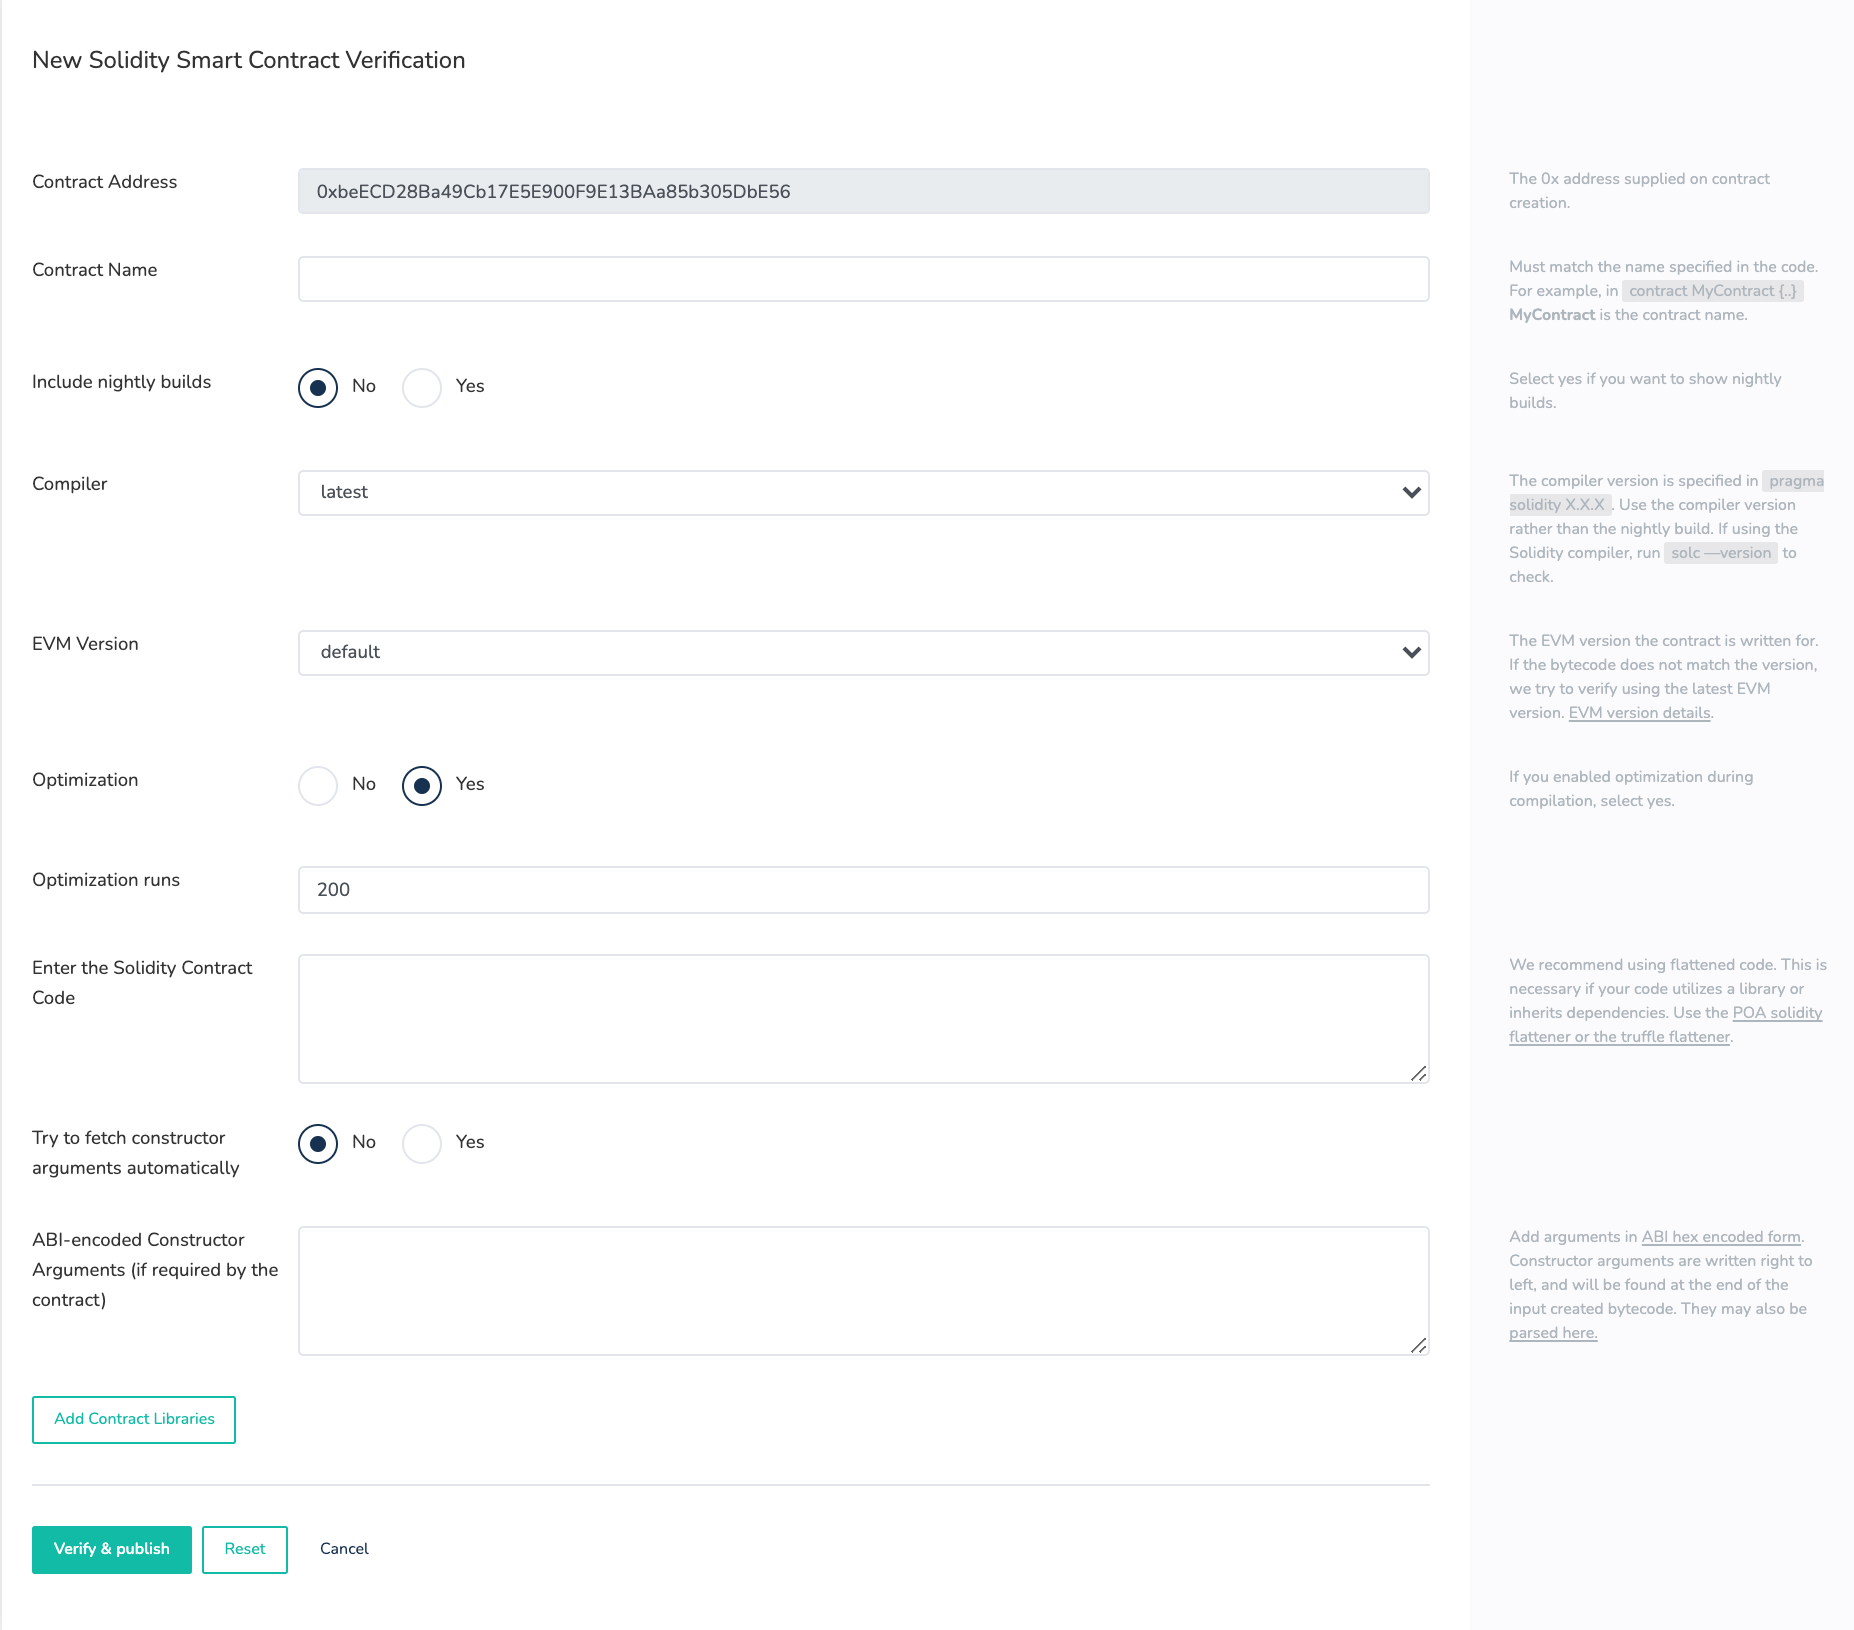 New Solidity Smart Contract Verification
Contract Address
0xbeECD28Ba49Cb17E5E900F9E13BAa85b305DbE56
The 0x address supplied on contract
creation.
Contract Name
Must match the name specified in the code.
For example, in contract MyContract {..}
MyContract is the contract name.
Include nightly builds
No
Yes
Select yes if you want to show nightly
builds.
Compiler
latest
The compiler version is specified in pragma
solidity X.X.X . Use the compiler version
rather than the nightly build. If using the
Solidity compiler, run solc —version to
check.
EVM Version
default
The EVM version the contract is written for.
If the bytecode does not match the version,
we try to verify using the latest EVM
version. EVM version details.
Optimization
No
Yes
If you enabled optimization during
compilation, select yes.
Optimization runs
200
Enter the Solidity Contract
Code
We recommend using flattened code. This is
necessary if your code utilizes a library or
inherits dependencies. Use the POA solidity
flattener or the truffle flattener.
Try to fetch constructor
arguments automatically
No
Yes
ABI-encoded Constructor
Arguments (if required by the
contract)
Add arguments in ABI hex encoded form.
Constructor arguments are written right to
left, and will be found at the end of the
input created bytecode. They may also be
parsed here.
Add Contract Libraries
Verify & publish
Reset
Cancel